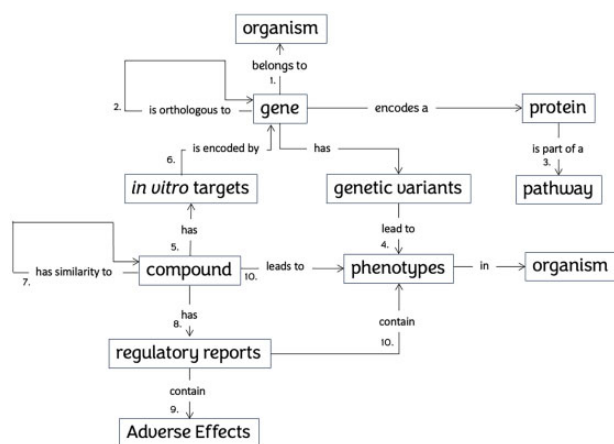 organism
belongs to
1.
2.
is orthologous to
gene
encodes a
protein
6.
is encoded by
has
is part of a
3.
in vitro targets
genetic variants
pathway
has
5.
lead to
4.
has similarity to
7.
compound
10.
leads to
phenotypes
in
organism
has
8.
contain
10.
regulatory reports
contain
9.
Adverse Effects